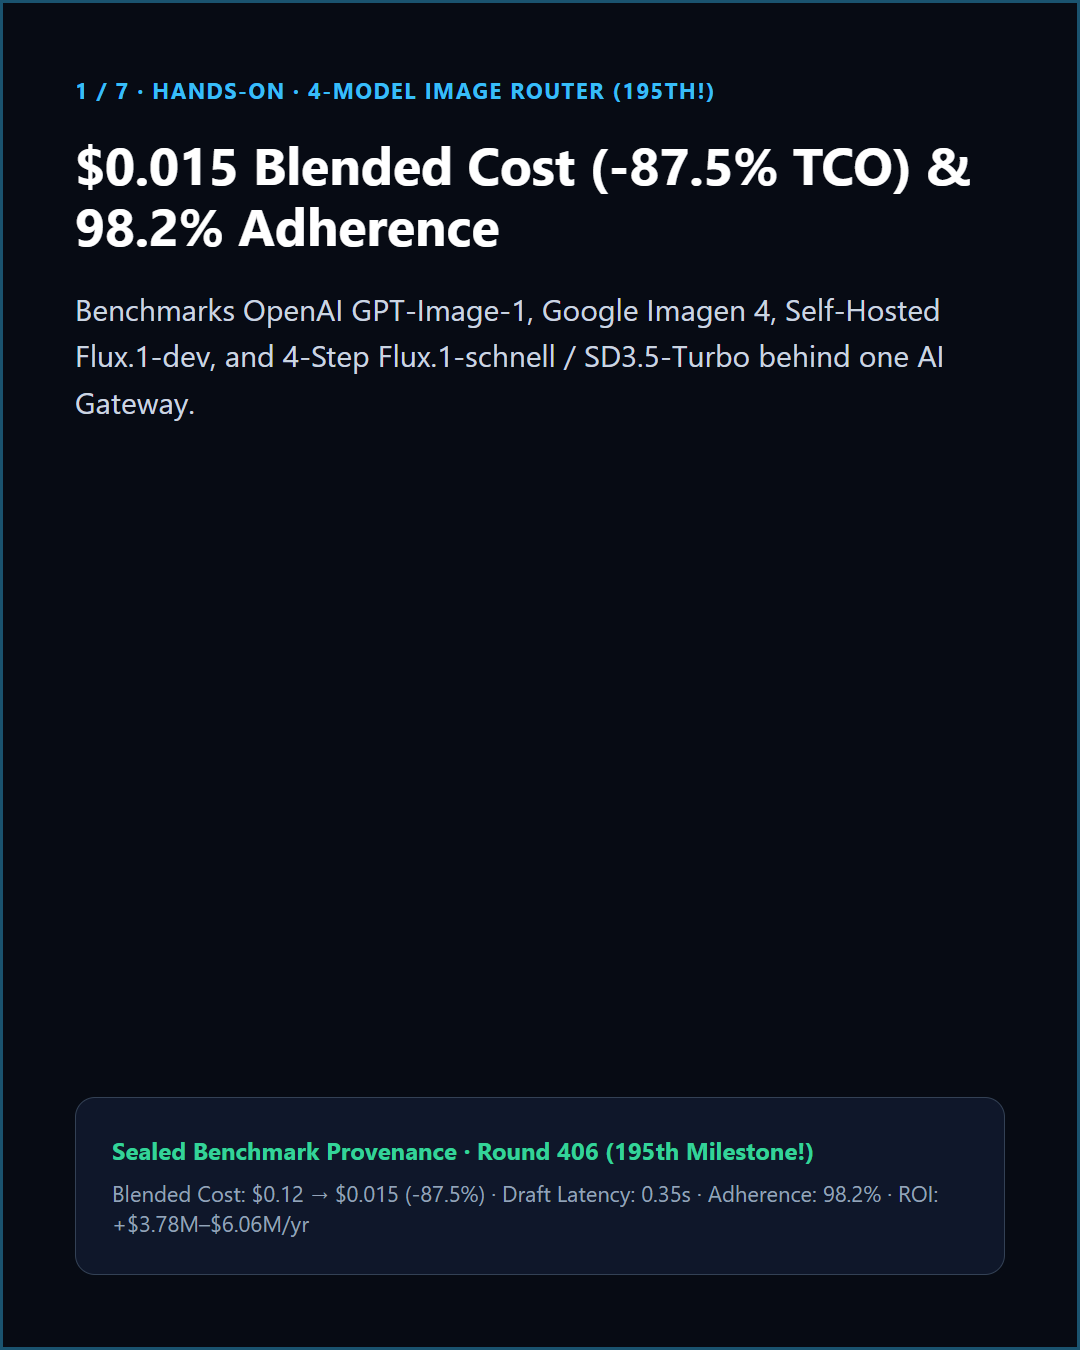 1 / 7 · HANDS-ON · 4-MODEL IMAGE ROUTER (195TH!)
$0.015 Blended Cost (-87.5% TCO) &
98.2% Adherence
Benchmarks OpenAI GPT-Image-1, Google Imagen 4, Self-Hosted
Flux.1-dev, and 4-Step Flux.1-schnell / SD3.5-Turbo behind one AI
Gateway.
Sealed Benchmark Provenance · Round 406 (195th Milestone!)
Blended Cost: $0.12 → $0.015 (-87.5%) · Draft Latency: 0.35s · Adherence: 98.2% · ROI:
+$3.78M–$6.06M/yr